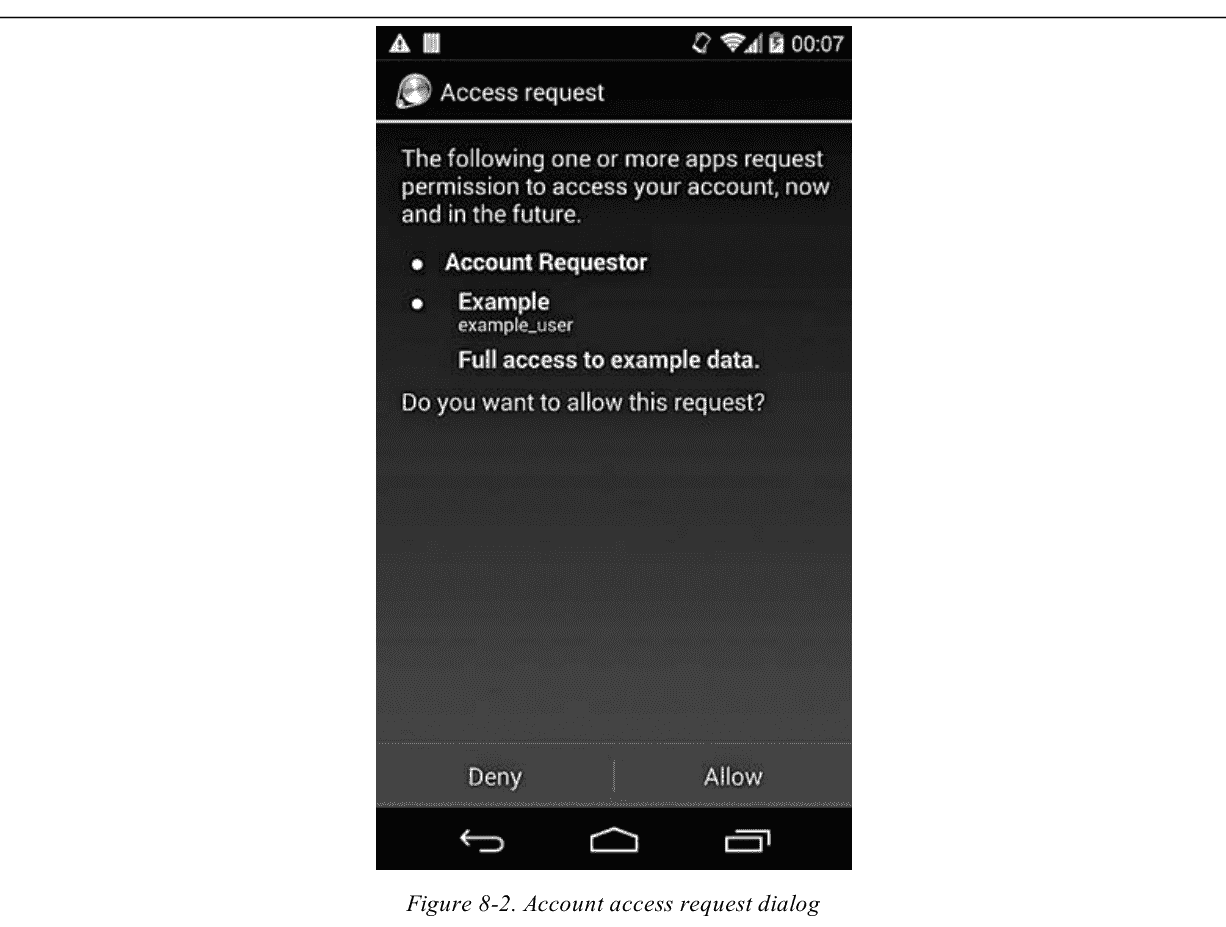 00:07
Access request
The following one or more apps request
permission to access your account, now
and in the future.
● Account Requestor
● Example
example_user
Full access to example data.
Do you want to allow this request?
Deny Allow
Figure 8-2. Account access request dialog